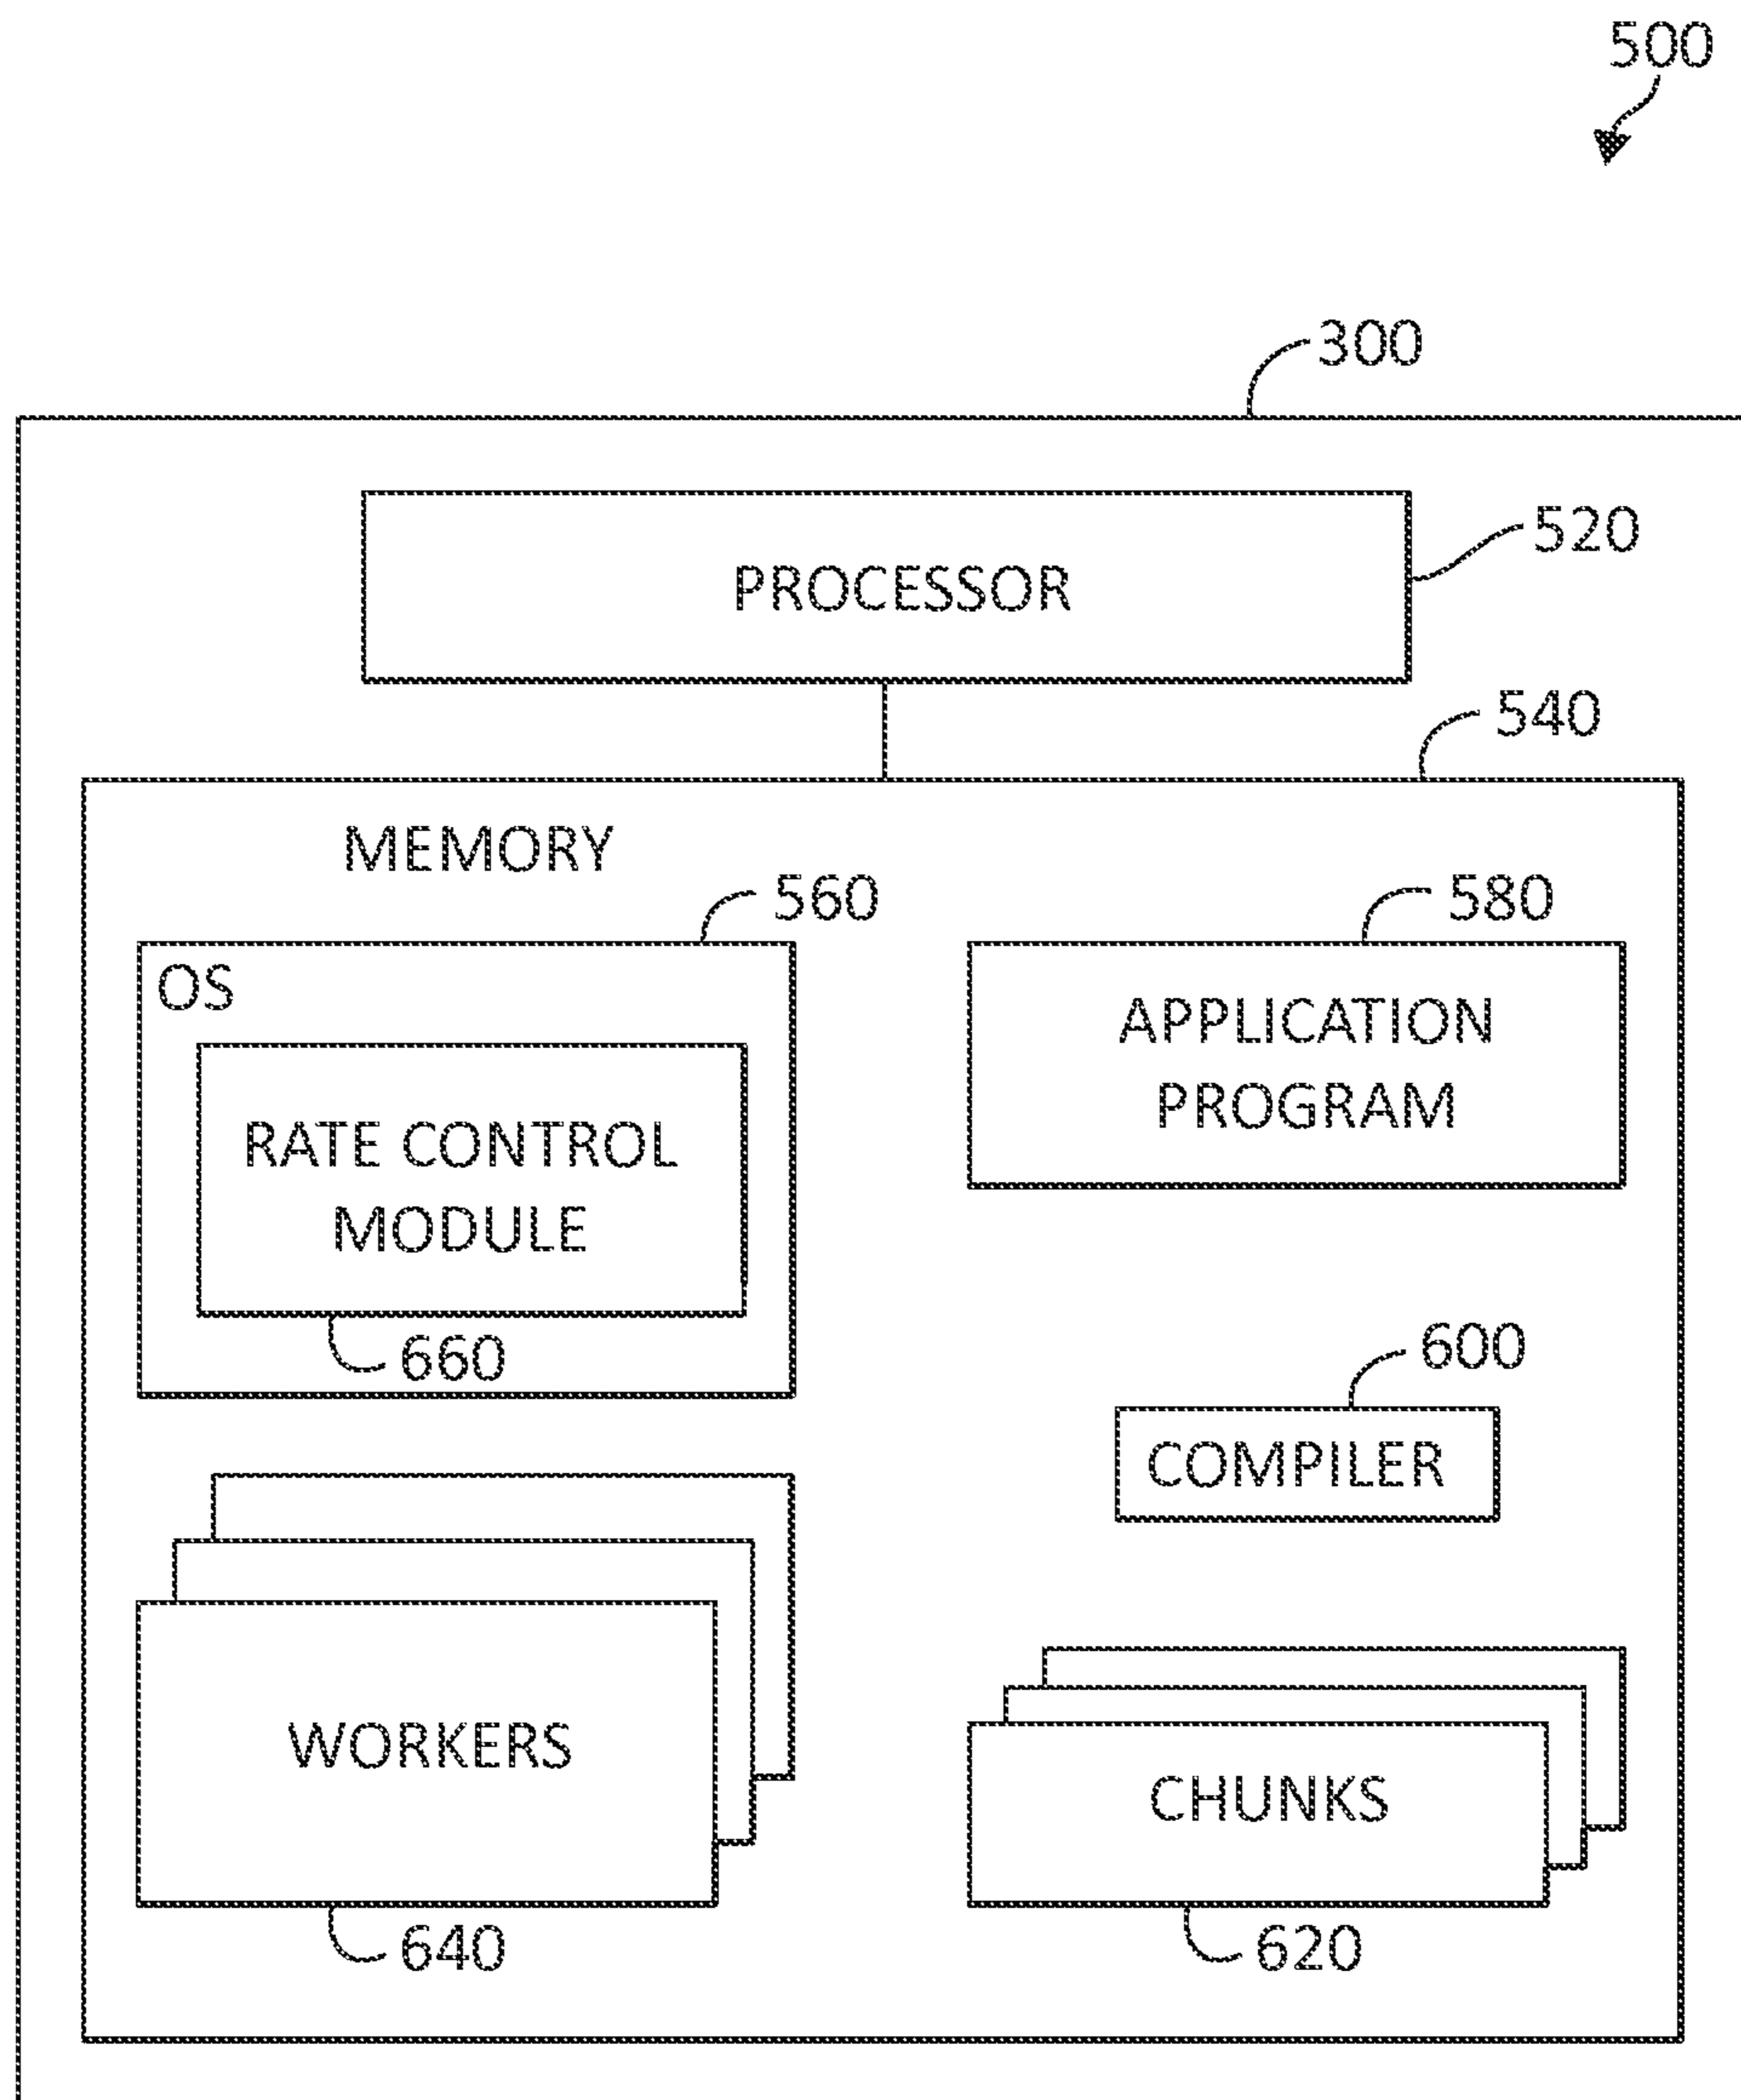 500
300
PROCESSOR
520
540
MEMORY
560
580
OS
APPLICATION
PROGRAM
RATE CONTROL
MODULE
660
600
COMPILER
WORKERS
CHUNKS
640
620